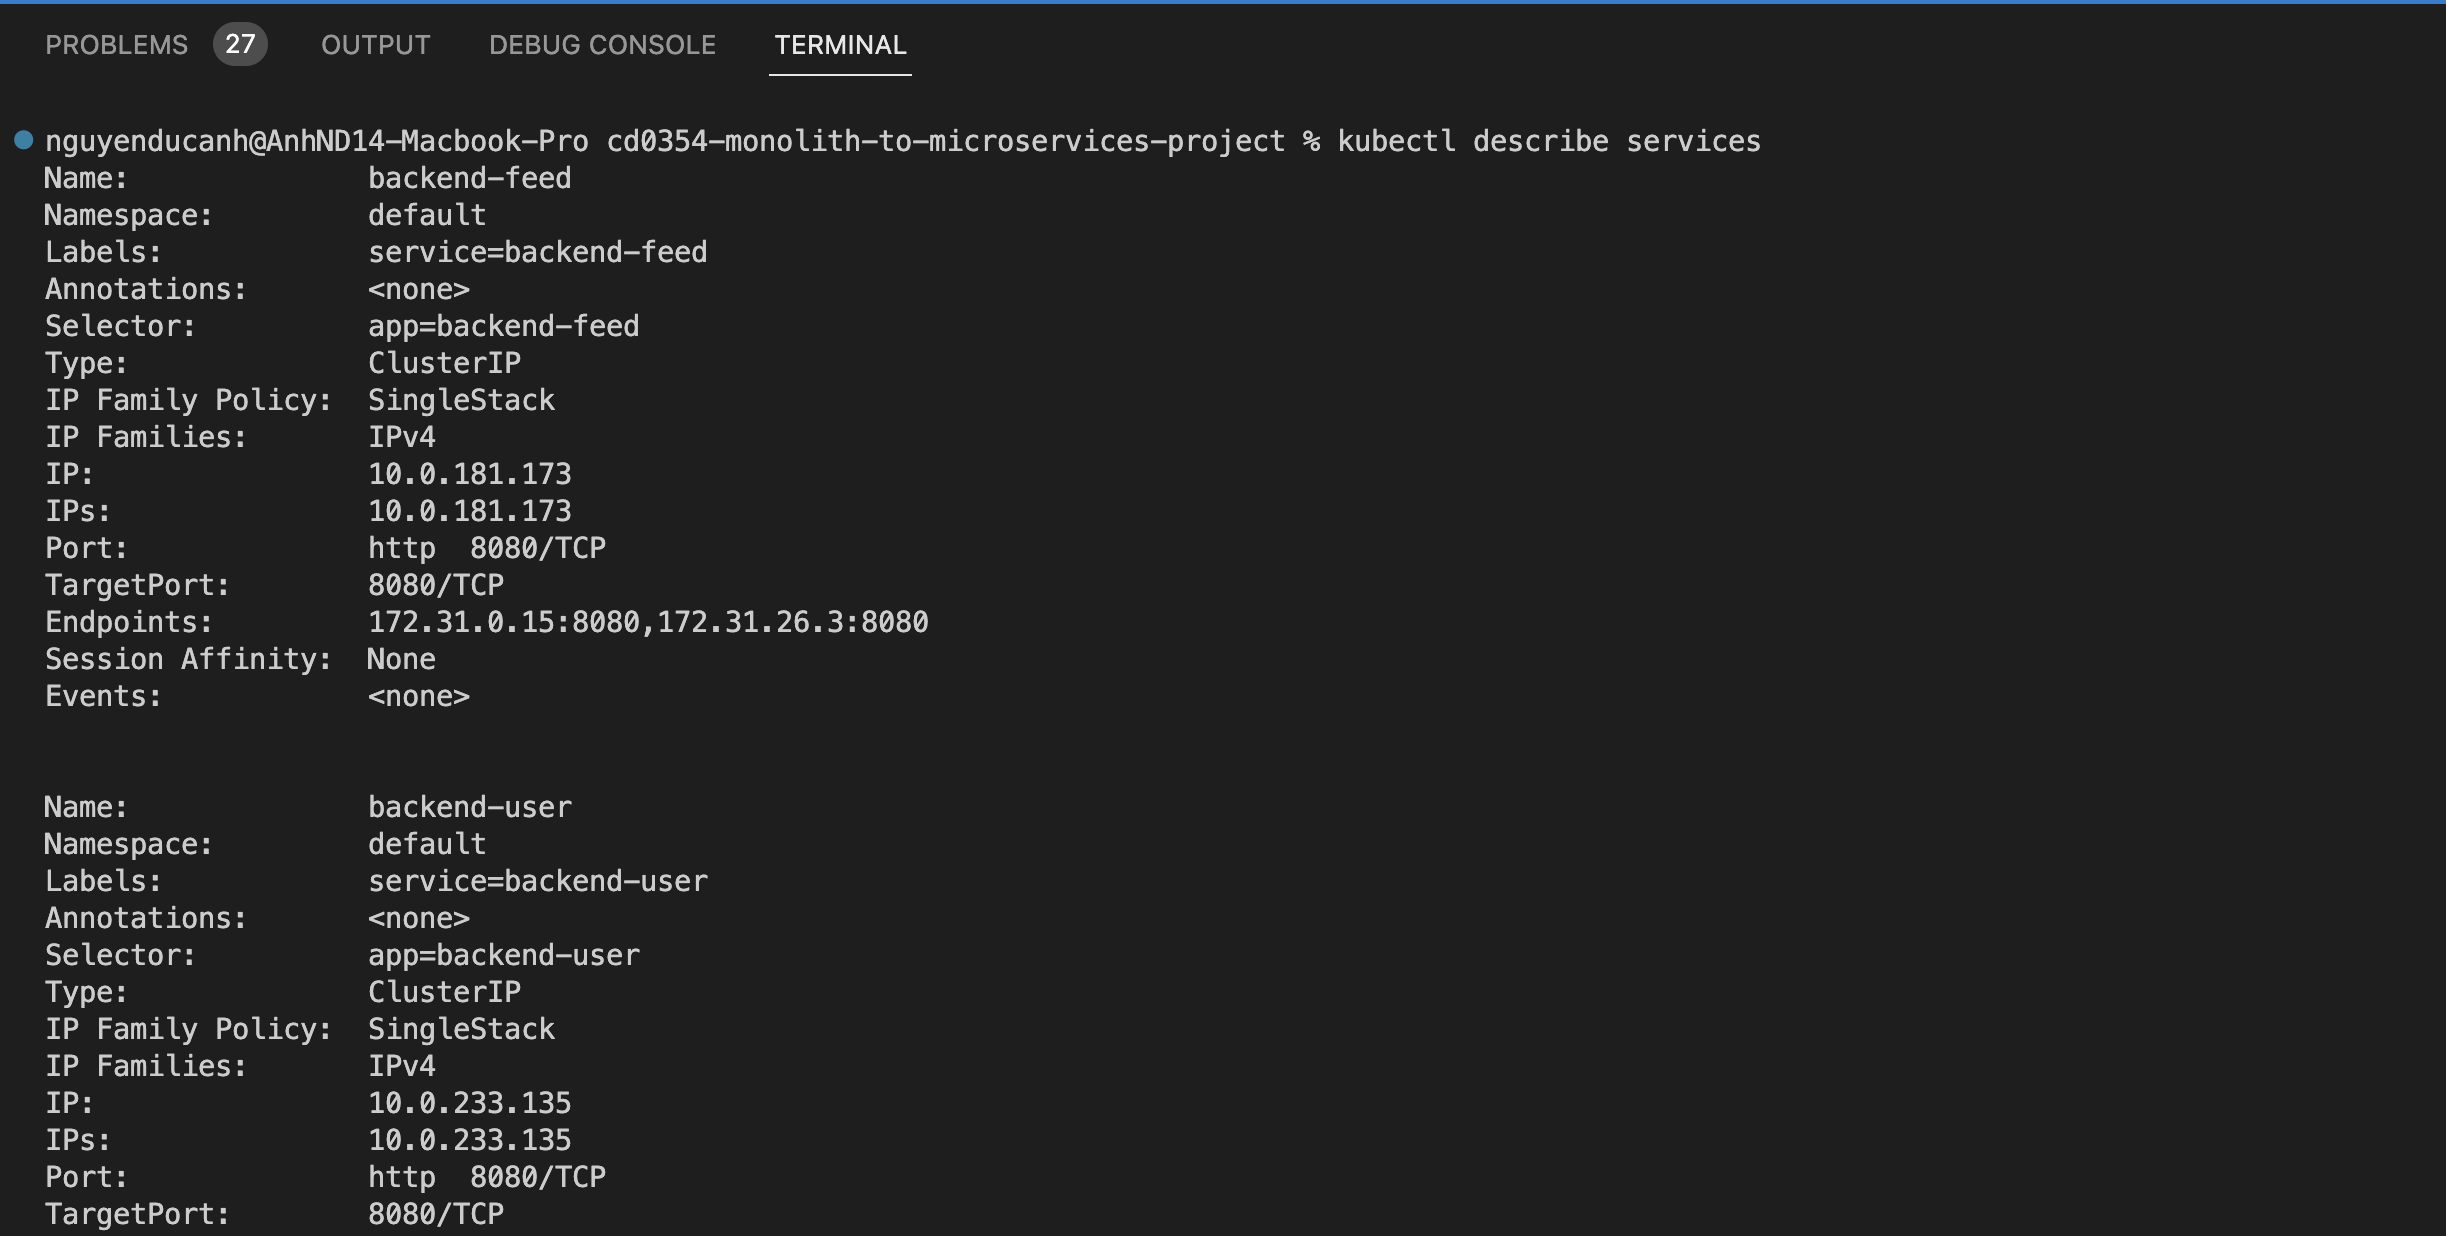 PROBLEMS 27 OUTPUT DEBUG CONSOLE TERMINAL
nguyenducanh@AnhND14-Macbook-Pro cd0354-monolith-to-microservices-project % kubectl describe services
Name:              backend-feed
Namespace:         default
Labels:            service=backend-feed
Annotations:       <none>
Selector:          app=backend-feed
Type:              ClusterIP
IP Family Policy:  SingleStack
IP Families:       IPv4
IP:                10.0.181.173
IPs:               10.0.181.173
Port:              http  8080/TCP
TargetPort:        8080/TCP
Endpoints:         172.31.0.15:8080,172.31.26.3:8080
Session Affinity:  None
Events:            <none>
Name:              backend-user
Namespace:         default
Labels:            service=backend-user
Annotations:       <none>
Selector:          app=backend-user
Type:              ClusterIP
IP Family Policy:  SingleStack
IP Families:       IPv4
IP:                10.0.233.135
IPs:               10.0.233.135
Port:              http  8080/TCP
TargetPort:        8080/TCP